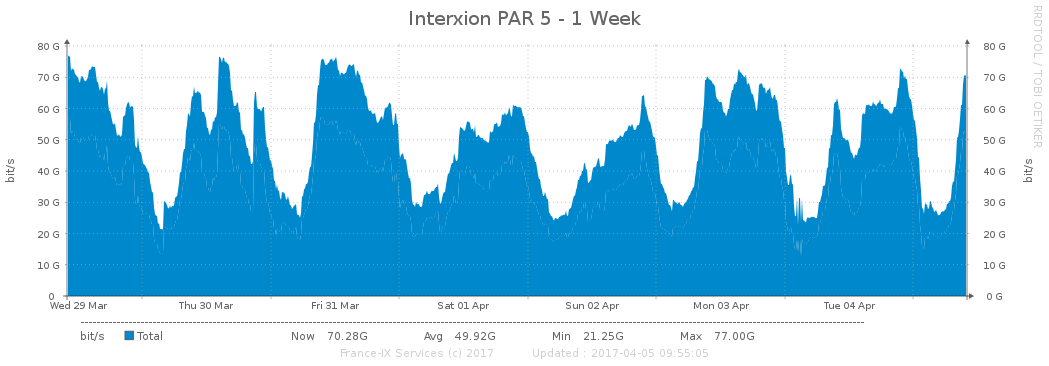 Interxion PAR 5 - 1 Week
RRDTOOL / TOBI OETIKER
80 G 80 G
70 G 70 G
60 G 60 G
50 G 50 G
40 G 40 G
30 G 30 G
20 G 20 G
10 G 10 G
0 0 G
bit/s bit/s
Wed 29 Mar Thu 30 Mar Fri 31 Mar Sat 01 Apr Sun 02 Apr Mon 03 Apr Tue 04 Apr
bit/s Total Now 70.28G Avg 49.92G Min 21.25G Max 77.00G
France-IX Services (c) 2017 Updated : 2017-04-05 09:55:05